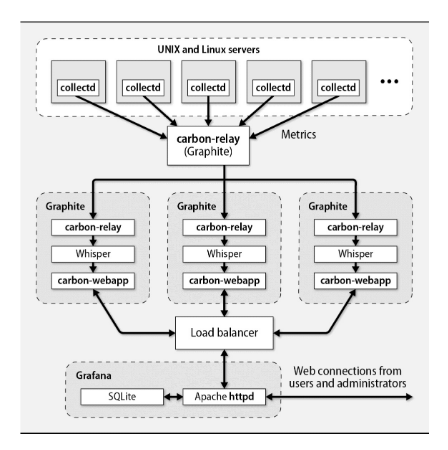 UNIX and Linux servers
collectd collectd collectd collectd collectd ...
carbon-relay
(Graphite)
Metrics
Graphite Graphite Graphite
carbon-relay carbon-relay carbon-relay
Whisper Whisper Whisper
carbon-webapp carbon-webapp carbon-webapp
Load balancer
Web connections from
users and administrators
Grafana
SQLite Apache httpd